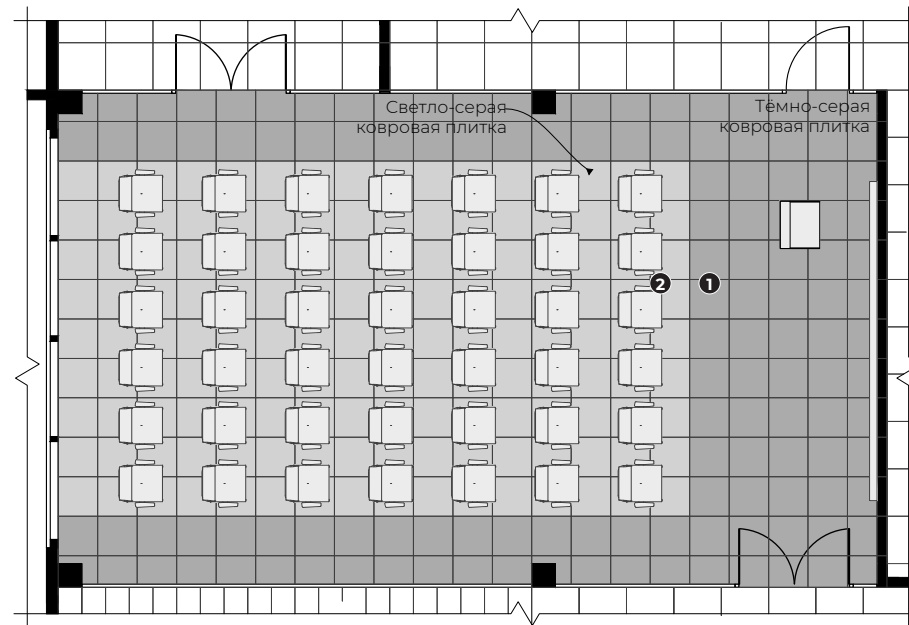 Светло-серая
ковровая плитка
Тёмно-серая
ковровая плитка
2
1